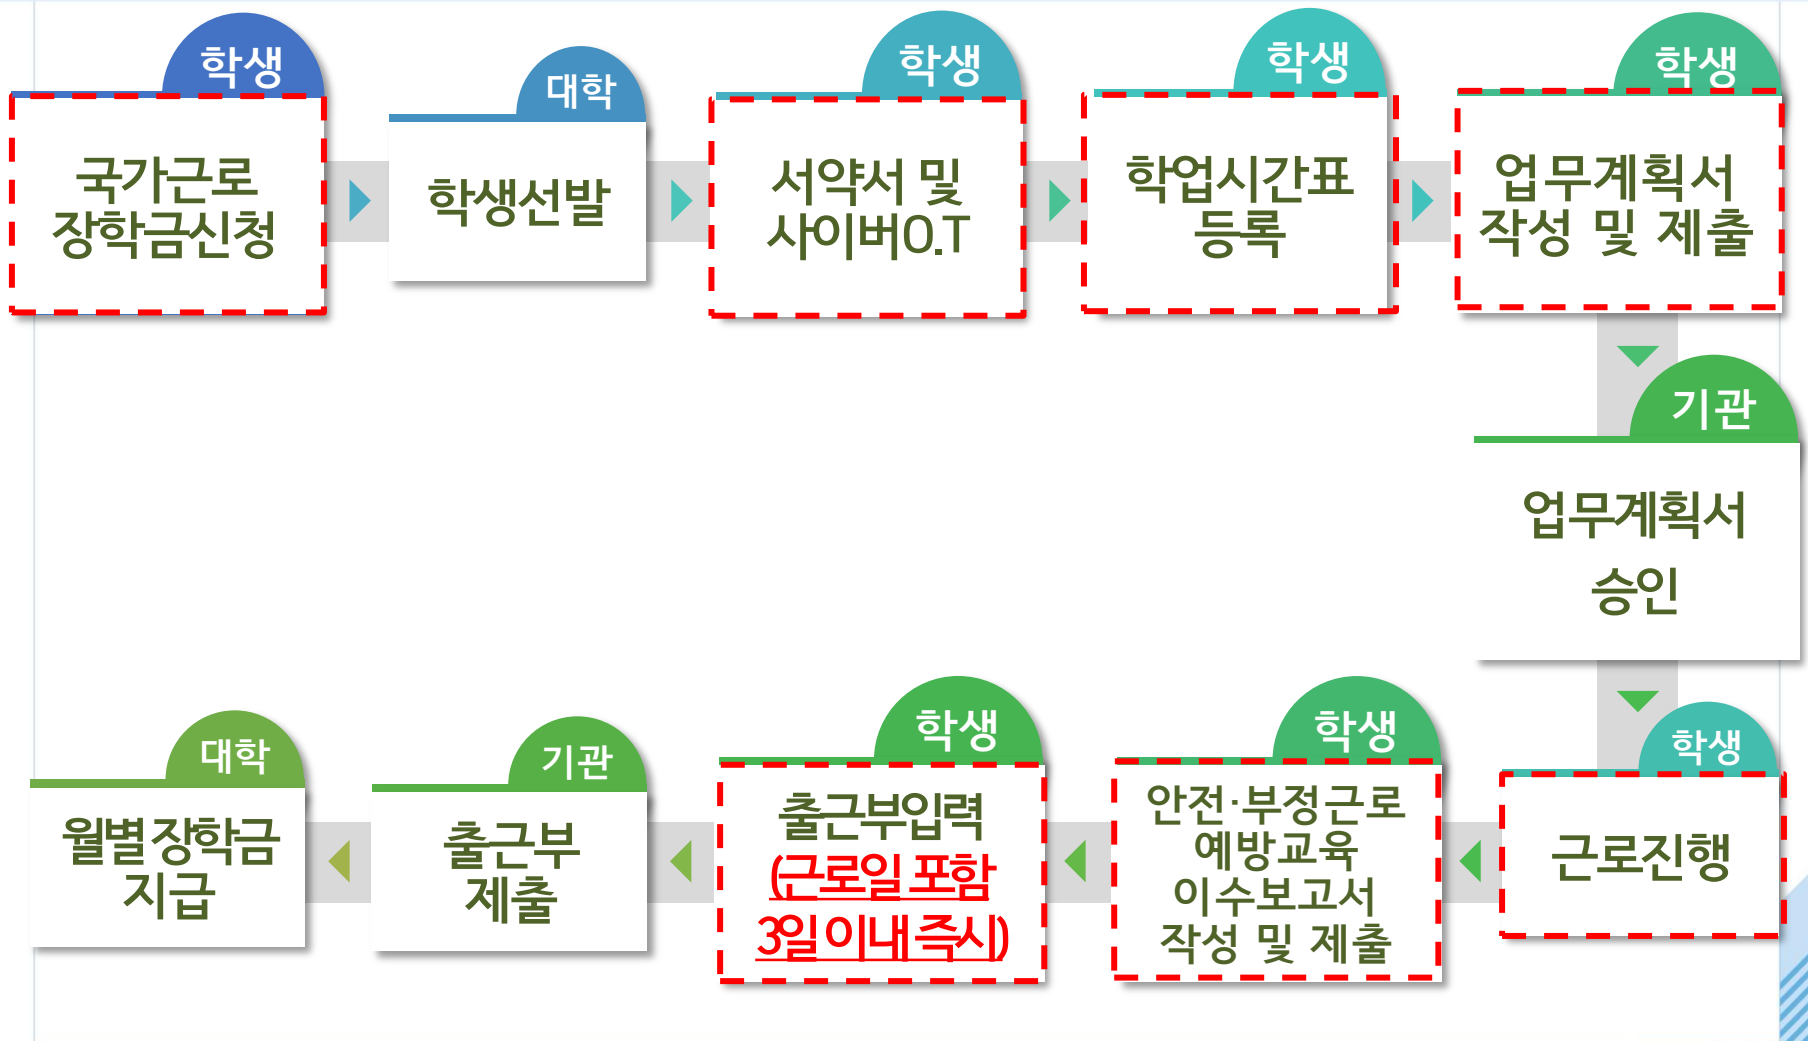 학생
국가근로
장학금신청
대학
학생선발
학생
서약서 및
사이버O.T
학생
학업시간표
등록
학생
업무계획서
작성 및 제출
기관
업무계획서
승인
학생
근로진행
학생
안전·부정근로
예방교육
이수보고서
작성 및 제출
학생
출근부입력
(근로일 포함
3일 이내 즉시)
기관
출근부
제출
대학
월별 장학금
지급